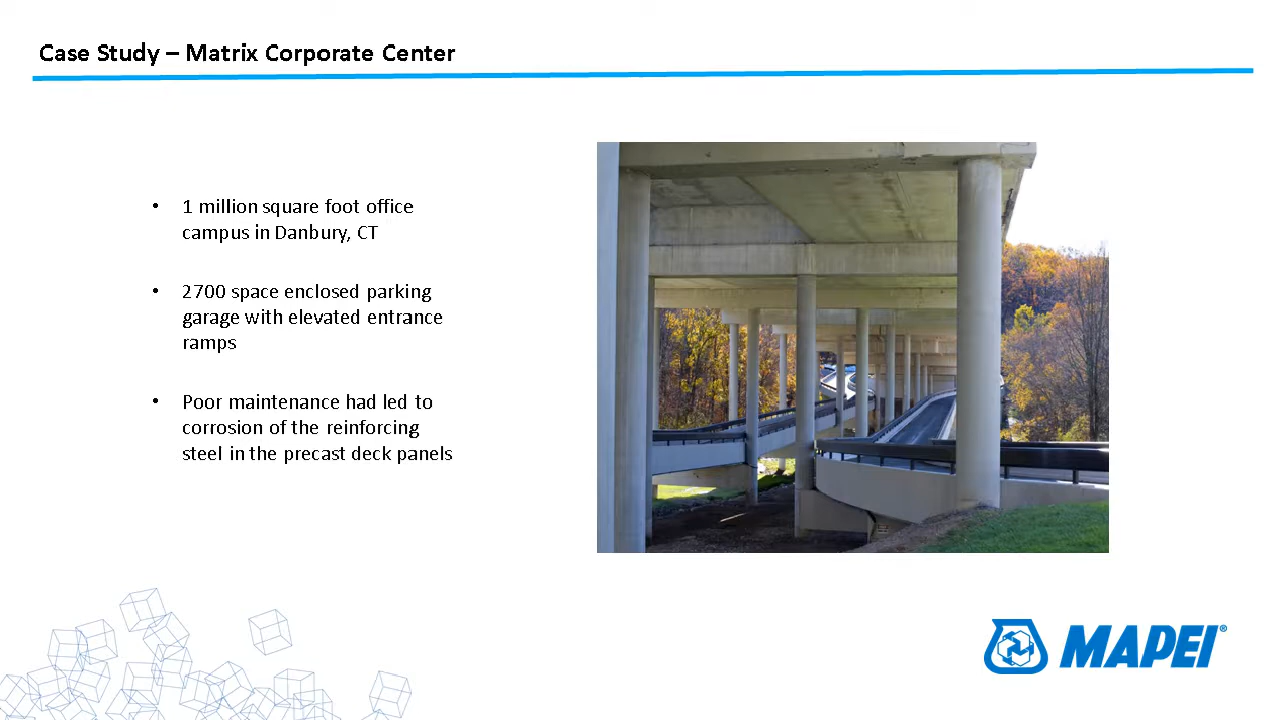 Case Study – Matrix Corporate Center
• 1 million square foot office
campus in Danbury, CT
• 2700 space enclosed parking
garage with elevated entrance
ramps
• Poor maintenance had led to
corrosion of the reinforcing
steel in the precast deck panels
MAPEI®